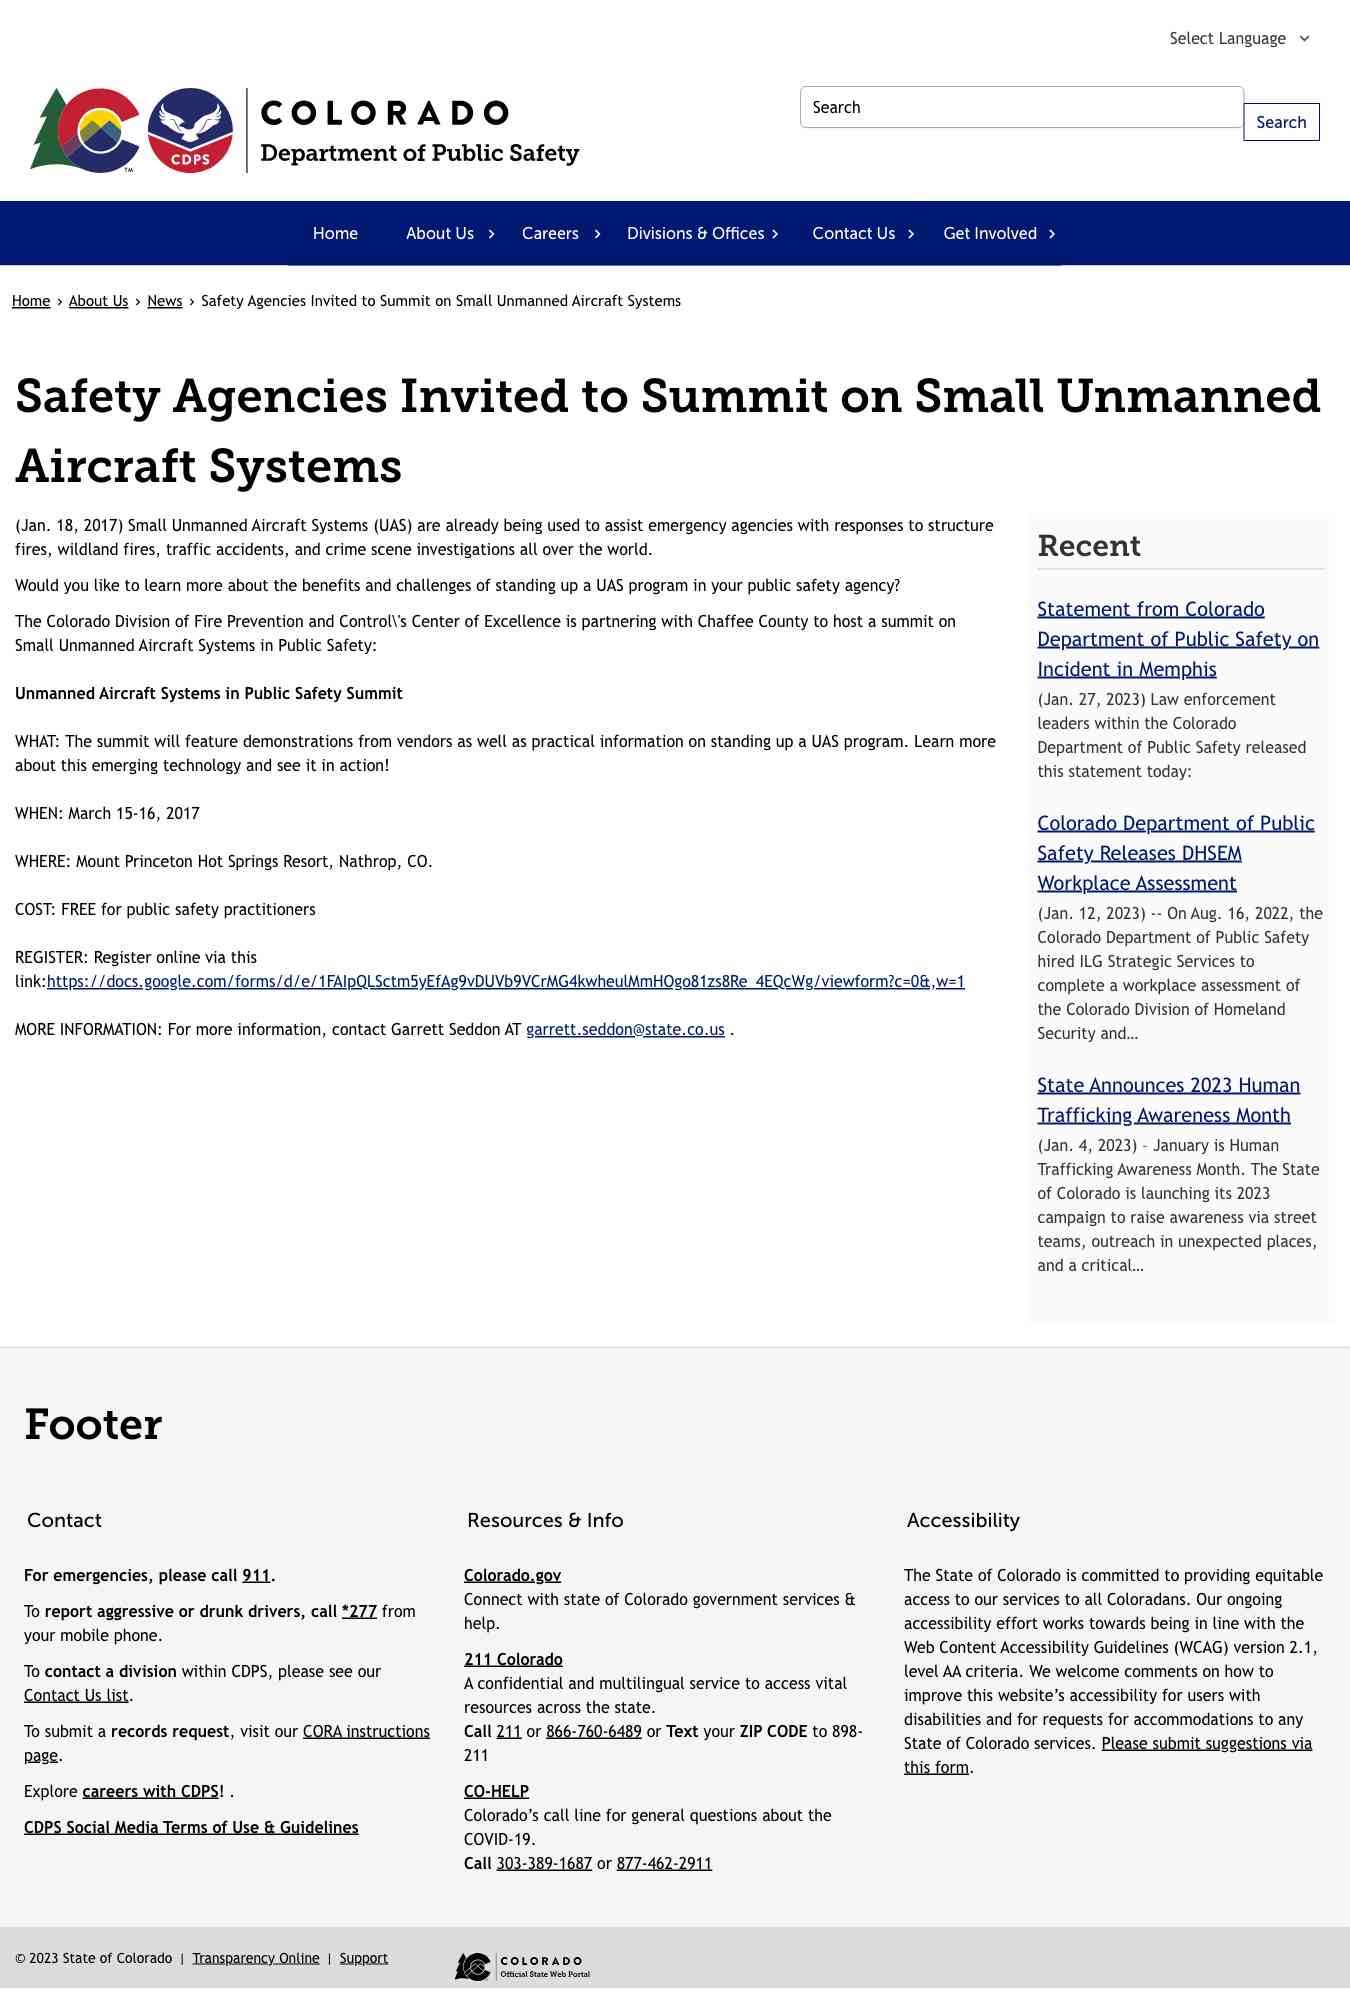 Select Language
CDPS
TM
COLORADO
Department of Public Safety
Search
Search
Home About Us Careers Divisions & Offices Contact Us Get Involved
Home › About Us › News › Safety Agencies Invited to Summit on Small Unmanned Aircraft Systems
Safety Agencies Invited to Summit on Small Unmanned
Aircraft Systems
(Jan. 18, 2017) Small Unmanned Aircraft Systems (UAS) are already being used to assist emergency agencies with responses to structure
fires, wildland fires, traffic accidents, and crime scene investigations all over the world.
Would you like to learn more about the benefits and challenges of standing up a UAS program in your public safety agency?
The Colorado Division of Fire Prevention and Control\'s Center of Excellence is partnering with Chaffee County to host a summit on
Small Unmanned Aircraft Systems in Public Safety:
Unmanned Aircraft Systems in Public Safety Summit
WHAT: The summit will feature demonstrations from vendors as well as practical information on standing up a UAS program. Learn more
about this emerging technology and see it in action!
WHEN: March 15-16, 2017
WHERE: Mount Princeton Hot Springs Resort, Nathrop, CO.
COST: FREE for public safety practitioners
REGISTER: Register online via this
link:https://docs.google.com/forms/d/e/1FAIpQLSctm5yEfAg9vDUVb9VCrMG4kwheulMmHOgo81zs8Re_4EQcWg/viewform?c=0&,w=1
MORE INFORMATION: For more information, contact Garrett Seddon AT garrett.seddon@state.co.us .
Recent
Statement from Colorado
Department of Public Safety on
Incident in Memphis
(Jan. 27, 2023) Law enforcement
leaders within the Colorado
Department of Public Safety released
this statement today:
Colorado Department of Public
Safety Releases DHSEM
Workplace Assessment
(Jan. 12, 2023) -- On Aug. 16, 2022, the
Colorado Department of Public Safety
hired ILG Strategic Services to
complete a workplace assessment of
the Colorado Division of Homeland
Security and…
State Announces 2023 Human
Trafficking Awareness Month
(Jan. 4, 2023) – January is Human
Trafficking Awareness Month. The State
of Colorado is launching its 2023
campaign to raise awareness via street
teams, outreach in unexpected places,
and a critical…
Footer
Contact
For emergencies, please call 911.
To report aggressive or drunk drivers, call *277 from
your mobile phone.
To contact a division within CDPS, please see our
Contact Us list.
To submit a records request, visit our CORA instructions
page.
Explore careers with CDPS! .
CDPS Social Media Terms of Use & Guidelines
Resources & Info
Colorado.gov
Connect with state of Colorado government services &
help.
211 Colorado
A confidential and multilingual service to access vital
resources across the state.
Call 211 or 866-760-6489 or Text your ZIP CODE to 898-
211
CO-HELP
Colorado’s call line for general questions about the
COVID-19.
Call 303-389-1687 or 877-462-2911
Accessibility
The State of Colorado is committed to providing equitable
access to our services to all Coloradans. Our ongoing
accessibility effort works towards being in line with the
Web Content Accessibility Guidelines (WCAG) version 2.1,
level AA criteria. We welcome comments on how to
improve this website’s accessibility for users with
disabilities and for requests for accommodations to any
State of Colorado services. Please submit suggestions via
this form.
© 2023 State of Colorado | Transparency Online | Support
COLORADO
Official State Web Portal